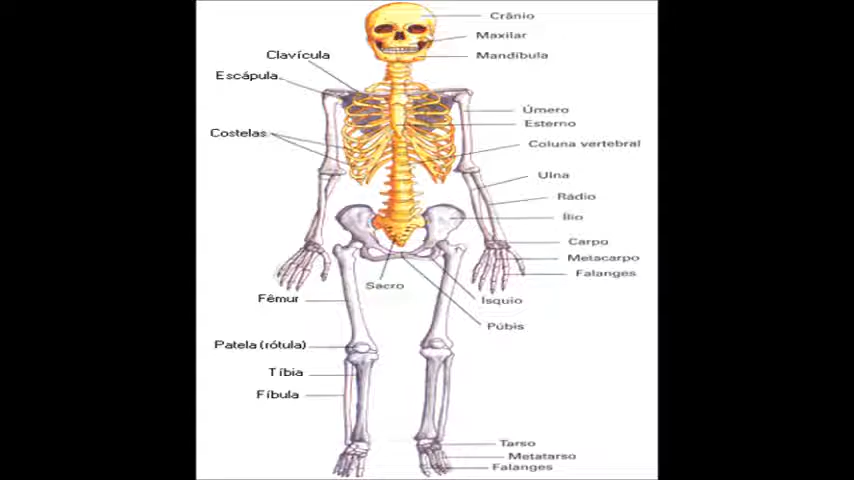 Crânio
Maxilar
Mandíbula
Clavícula
Escápula
Úmero
Esterno
Costelas
Coluna vertebral
Ulna
Rádio
Ílio
Carpo
Metacarpo
Falanges
Sacro
Fêmur
Ísquio
Púbis
Patela (rótula)
Tíbia
Fíbula
Tarso
Metatarso
Falanges